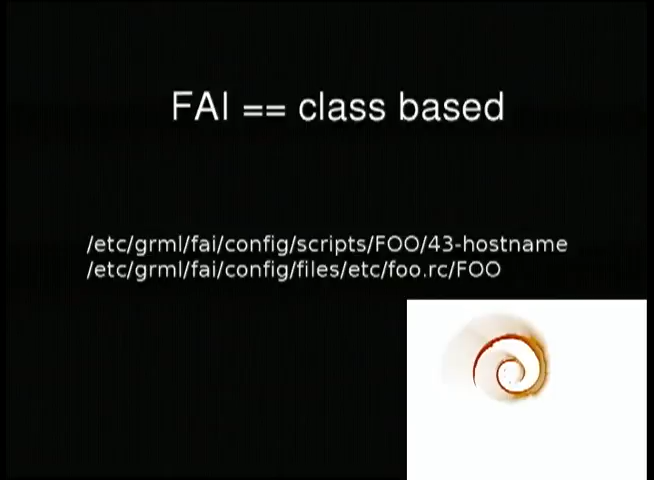 FAI == class based
/etc/grml/fai/config/scripts/FOO/43-hostname
/etc/grml/fai/config/files/etc/foo.rc/FOO